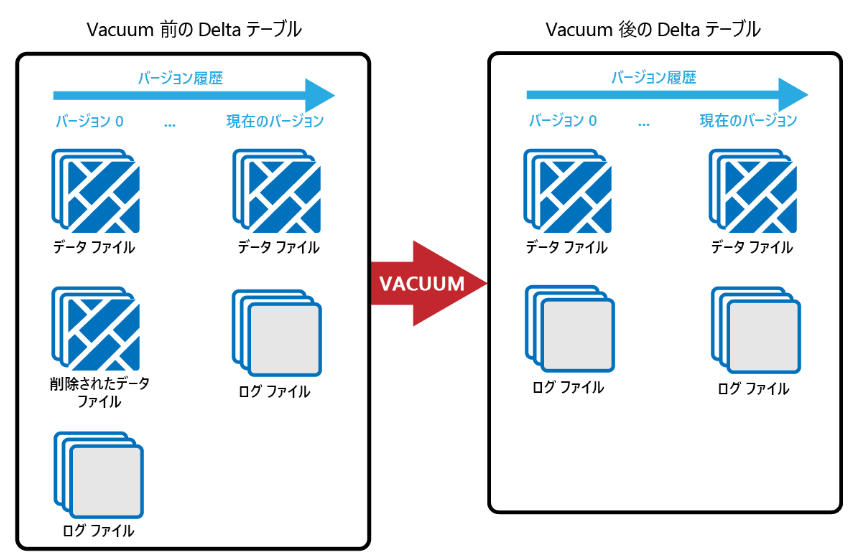 Vacuum 前の Delta テーブル
バージョン履歴
バージョン 0 ... 現在のバージョン
データ ファイル
データ ファイル
削除されたデータ
ファイル
ログ ファイル
ログ ファイル
VACUUM
Vacuum 後の Delta テーブル
バージョン履歴
バージョン 0 ... 現在のバージョン
データ ファイル
データ ファイル
ログ ファイル
ログ ファイル